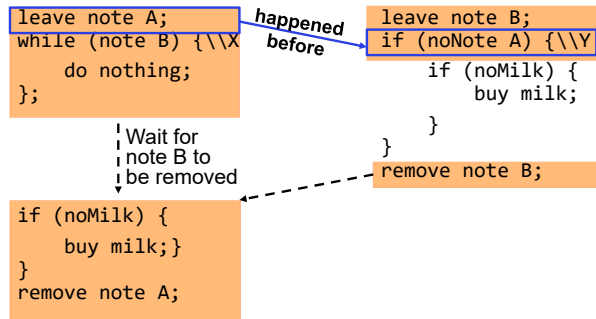 leave note A;
while (note B) {\\X
do nothing;
};
happened
before
leave note B;
if (noNote A) {\\Y
if (noMilk) {
buy milk;
}
}
remove note B;
Wait for
note B to
be removed
if (noMilk) {
buy milk;}
}
remove note A;